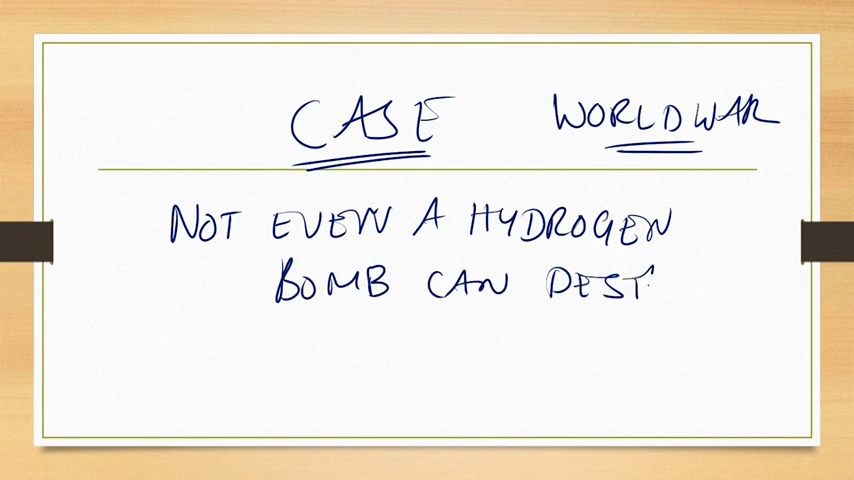 CASE WORLDWAR
NOT EVEN A HYDROGEN
BOMB CAN DEST